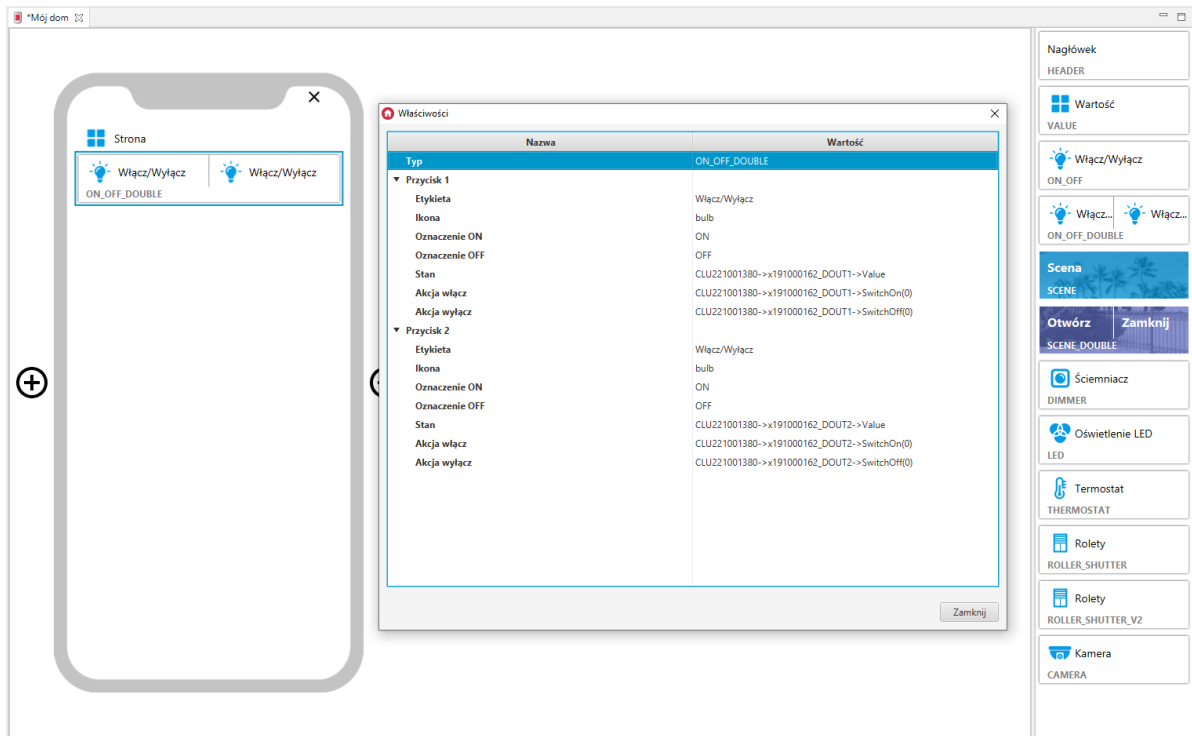 *Mój dom
Strona
Włącz/Wyłącz Włącz/Wyłącz
ON_OFF_DOUBLE
Właściwości
Nazwa Wartość
Typ ON_OFF_DOUBLE
Przycisk 1
Etykieta Włącz/Wyłącz
Ikona bulb
Oznaczenie ON ON
Oznaczenie OFF OFF
Stan CLU221001380->x191000162_DOUT1->Value
Akcja włącz CLU221001380->x191000162_DOUT1->SwitchOn(0)
Akcja wyłącz CLU221001380->x191000162_DOUT1->SwitchOff(0)
Przycisk 2
Etykieta Włącz/Wyłącz
Ikona bulb
Oznaczenie ON ON
Oznaczenie OFF OFF
Stan CLU221001380->x191000162_DOUT2->Value
Akcja włącz CLU221001380->x191000162_DOUT2->SwitchOn(0)
Akcja wyłącz CLU221001380->x191000162_DOUT2->SwitchOff(0)
Zamknij
Nagłówek
HEADER
Wartość
VALUE
Włącz/Wyłącz
ON_OFF
Włącz... Włącz...
ON_OFF_DOUBLE
Scena
SCENE
Otwórz Zamknij
SCENE_DOUBLE
Ściemniacz
DIMMER
Oświetlenie LED
LED
Termostat
THERMOSTAT
Rolety
ROLLER_SHUTTER
Rolety
ROLLER_SHUTTER_V2
Kamera
CAMERA